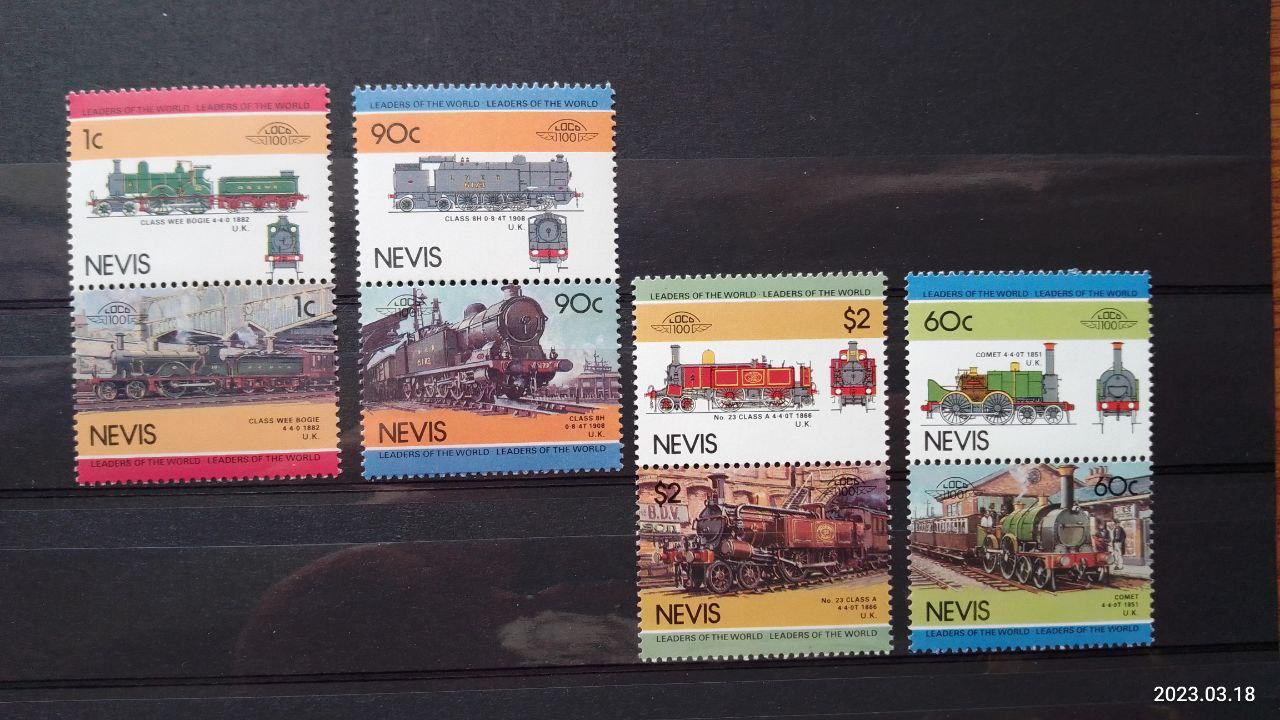 LEADERS OF THE WORLD · LEADERS OF THE WORLD
1c
LOCO
100
CLASS WEE BOGIE 4-4-0 1882
U.K.
NEVIS
LOCO
100
1c
CLASS WEE BOGIE
4-4-0 1882
U.K.
NEVIS
LEADERS OF THE WORLD · LEADERS OF THE WORLD
LEADERS OF THE WORLD · LEADERS OF THE WORLD
90c
LOCO
100
CLASS 8H 0-8-4T 1908
U.K.
NEVIS
LOCO
100
90c
CLASS 8H
0-8-4T 1908
U.K.
NEVIS
LEADERS OF THE WORLD · LEADERS OF THE WORLD
LEADERS OF THE WORLD · LEADERS OF THE WORLD
LOCO
100
$2
No. 23 CLASS A 4-4-0T 1866
U.K.
NEVIS
$2
LOCO
100
No. 23 CLASS A
4-4-0T 1866
U.K.
NEVIS
LEADERS OF THE WORLD · LEADERS OF THE WORLD
LEADERS OF THE WORLD · LEADERS OF THE WORLD
60c
LOCO
100
COMET 4-4-0T 1851
U.K.
NEVIS
LOCO
100
60c
COMET
4-4-0T 1851
U.K.
NEVIS
LEADERS OF THE WORLD · LEADERS OF THE WORLD
2023.03.18